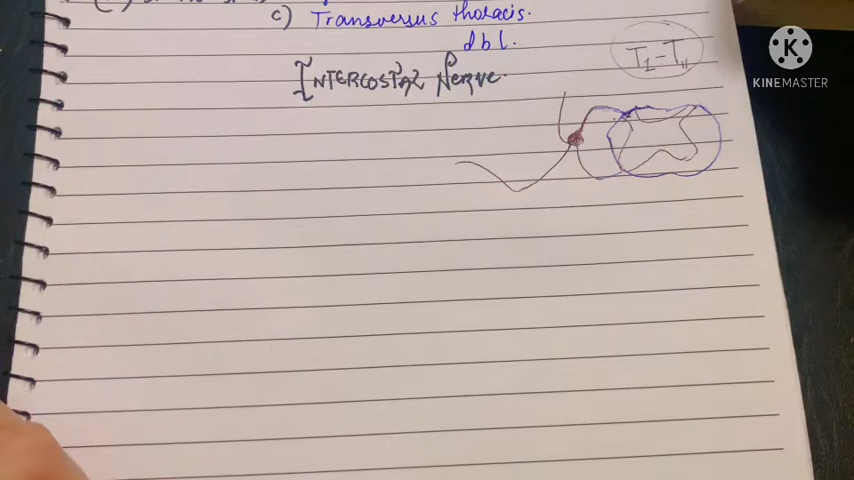 c) Transversus thoracis.
dbl.
INTERCOSTAL Nerve.
T1-T11
K
KINEMASTER